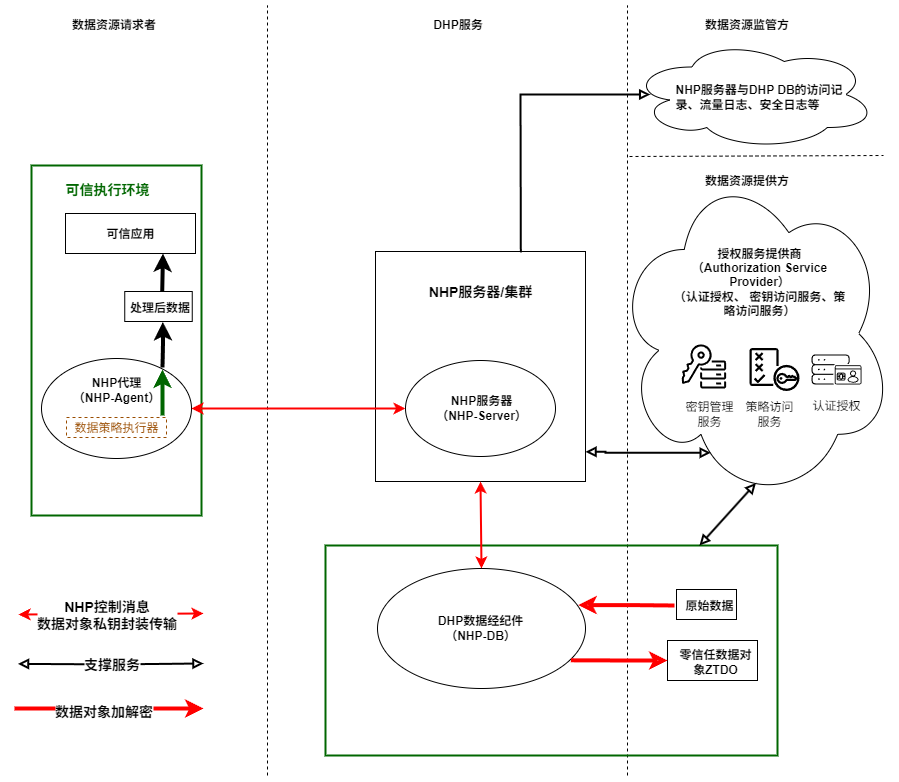 数据资源请求者
DHP服务
数据资源监管方
NHP服务器与DHP DB的访问记
录、流量日志、安全日志等
数据资源提供方
可信执行环境
可信应用
处理后数据
NHP代理
（NHP-Agent）
数据策略执行器
NHP服务器/集群
NHP服务器
（NHP-Server）
授权服务提供商
（Authorization Service
Provider）
（认证授权、 密钥访问服务、策
略访问服务）
密钥管理
服务
策略访问
服务
认证授权
DHP数据经纪件
（NHP-DB）
原始数据
零信任数据对
象ZTDO
NHP控制消息
数据对象私钥封装传输
支撑服务
数据对象加解密